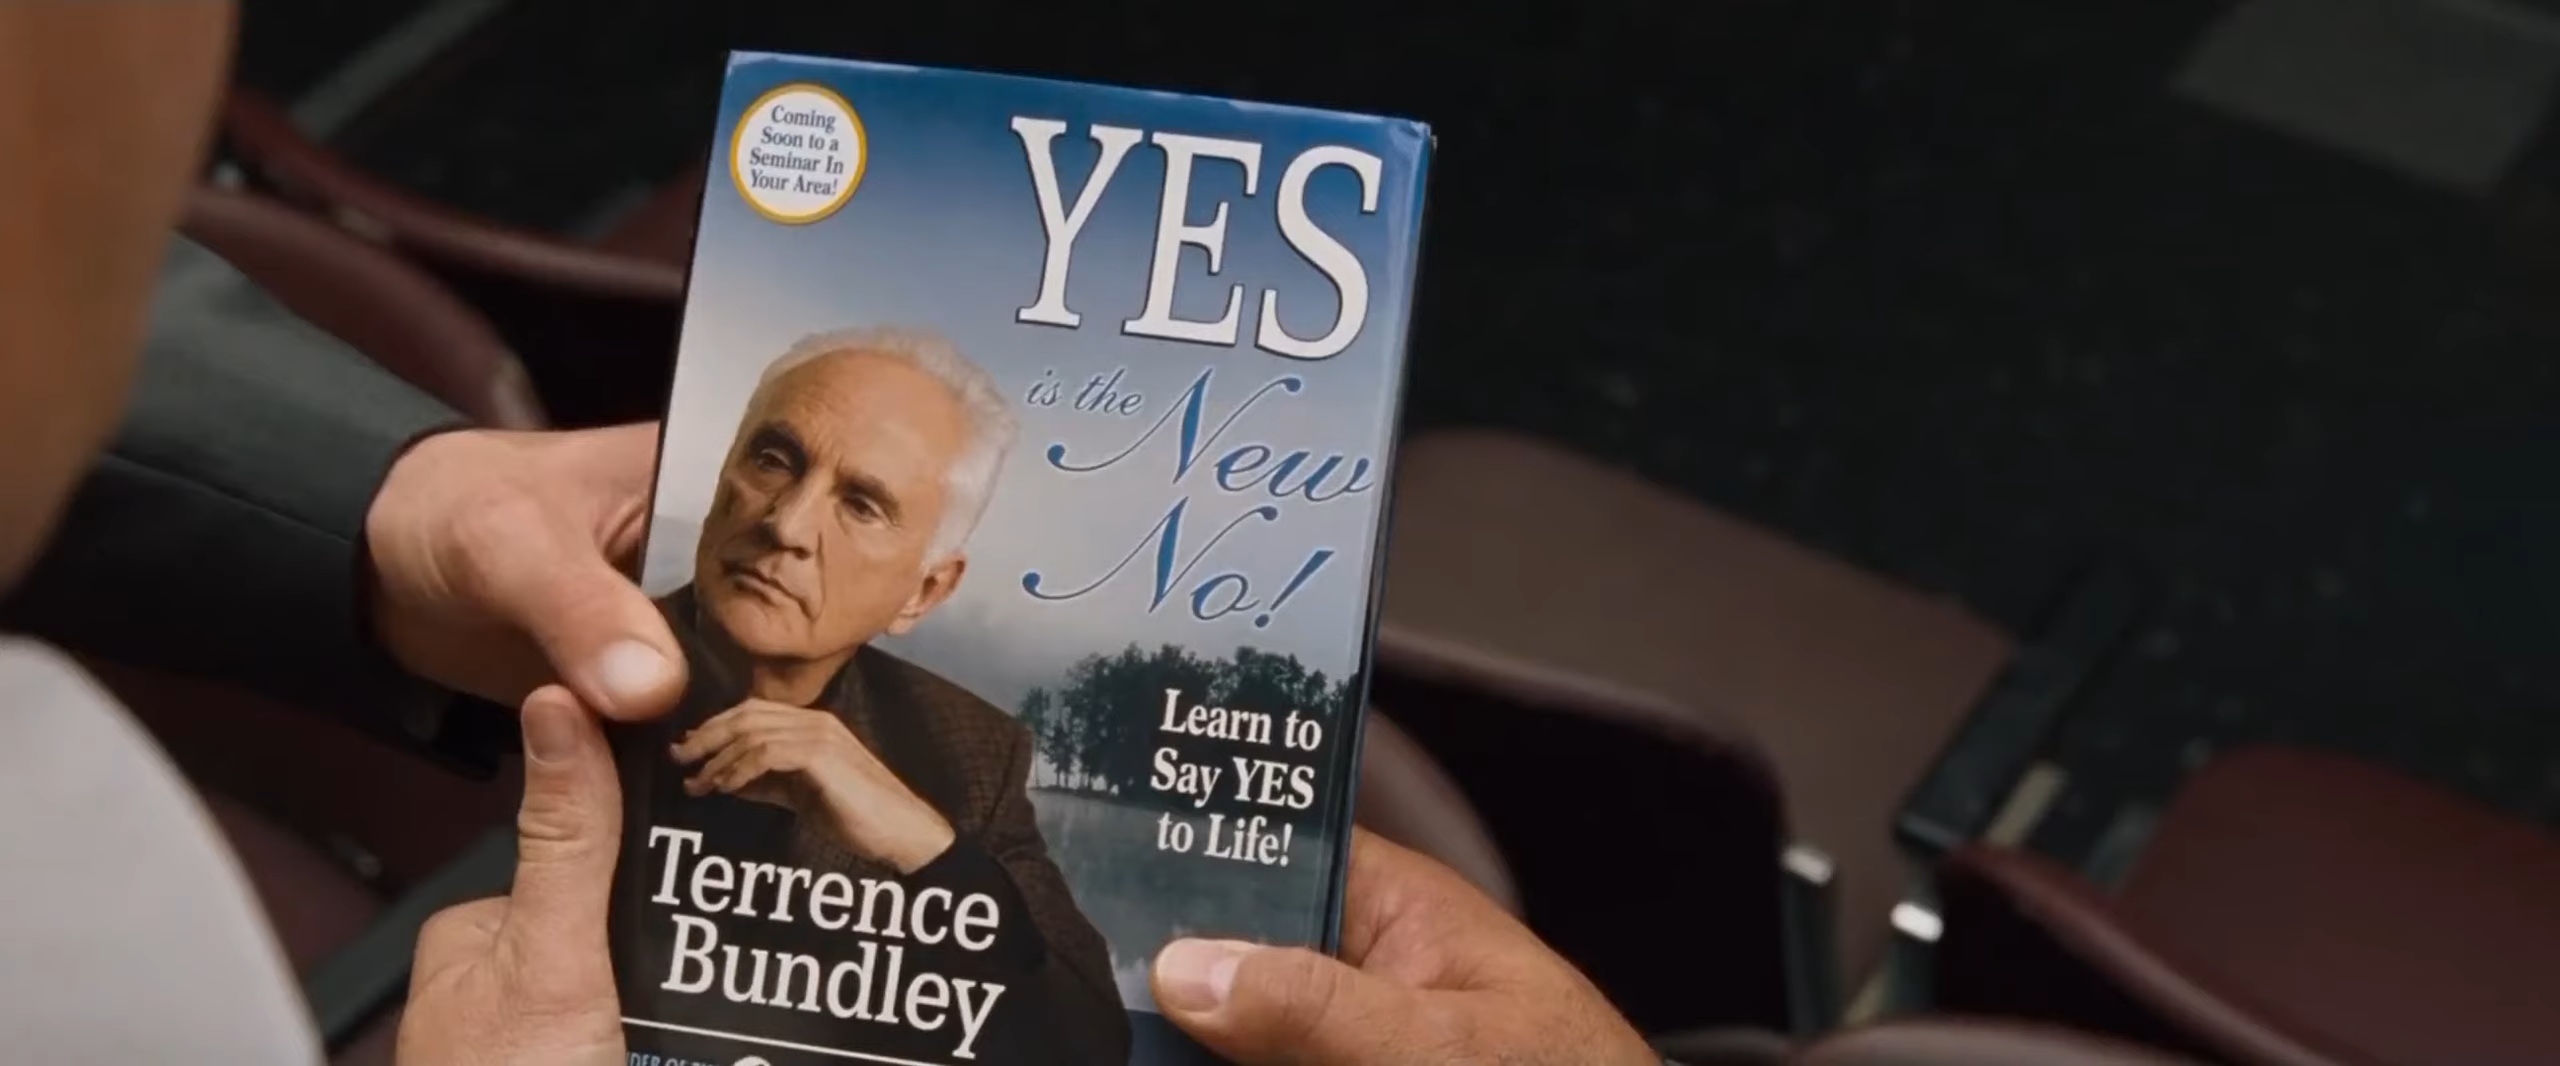 Coming
Soon to a
Seminar In
Your Area!
YES
is the New
No!
Learn to
Say YES
to Life!
Terrence
Bundley